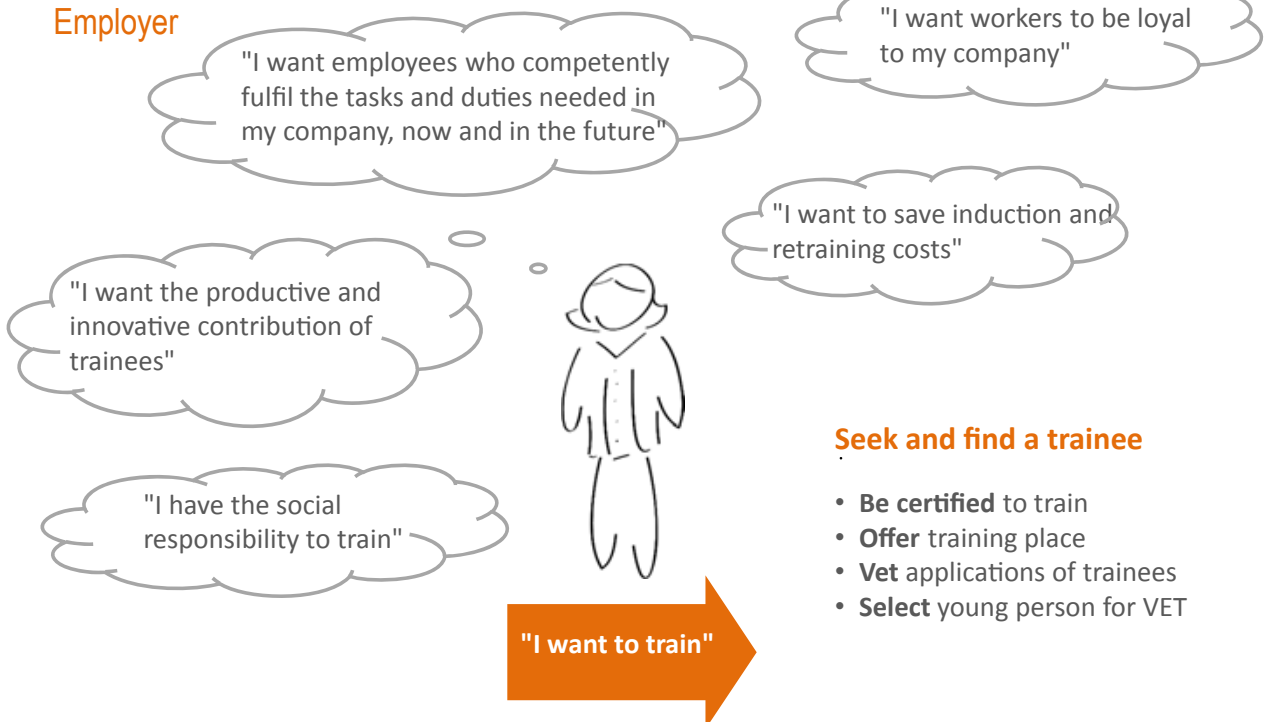 Employer
"I want employees who competently
fulfil the tasks and duties needed in
my company, now and in the future"
"I want workers to be loyal
to my company"
"I want to save induction and
retraining costs"
"I want the productive and
innovative contribution of
trainees"
"I have the social
responsibility to train"
"I want to train"
Seek and find a trainee
.
• Be certified to train
• Offer training place
• Vet applications of trainees
• Select young person for VET